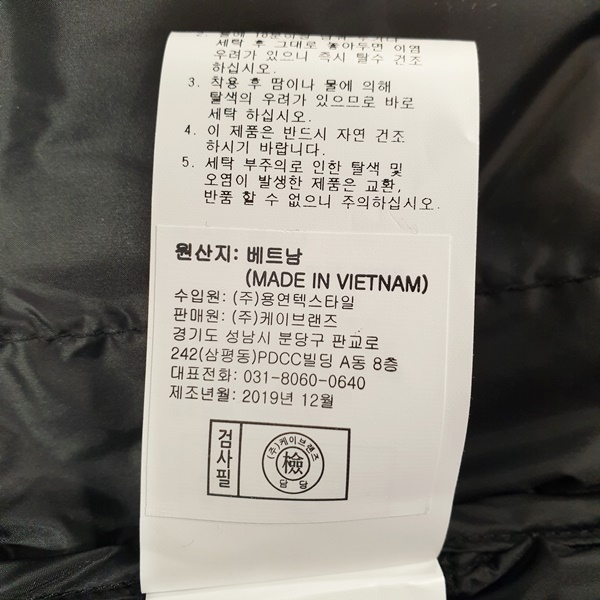 세탁 후 그대로 놓아두면 이염
우려가 있으니 즉시 탈수 건조
하십시오.
3. 착용 후 땀이나 물에 의해
탈색의 우려가 있으므로 바로
세탁 하십시오.
4. 이 제품은 반드시 자연 건조
하시기 바랍니다.
5. 세탁 부주의로 인한 탈색 및
오염이 발생한 제품은 교환,
반품 할 수 없으니 주의하십시오.
원산지: 베트남
(MADE IN VIETNAM)
수입원: (주)용연텍스타일
판매원: (주)케이브랜즈
경기도 성남시 분당구 판교로
242(삼평동)PDCC빌딩 A동 8층
대표전화: 031-8060-0640
제조년월: 2019년 12월
검사필
(주)케이브랜즈
檢
담당